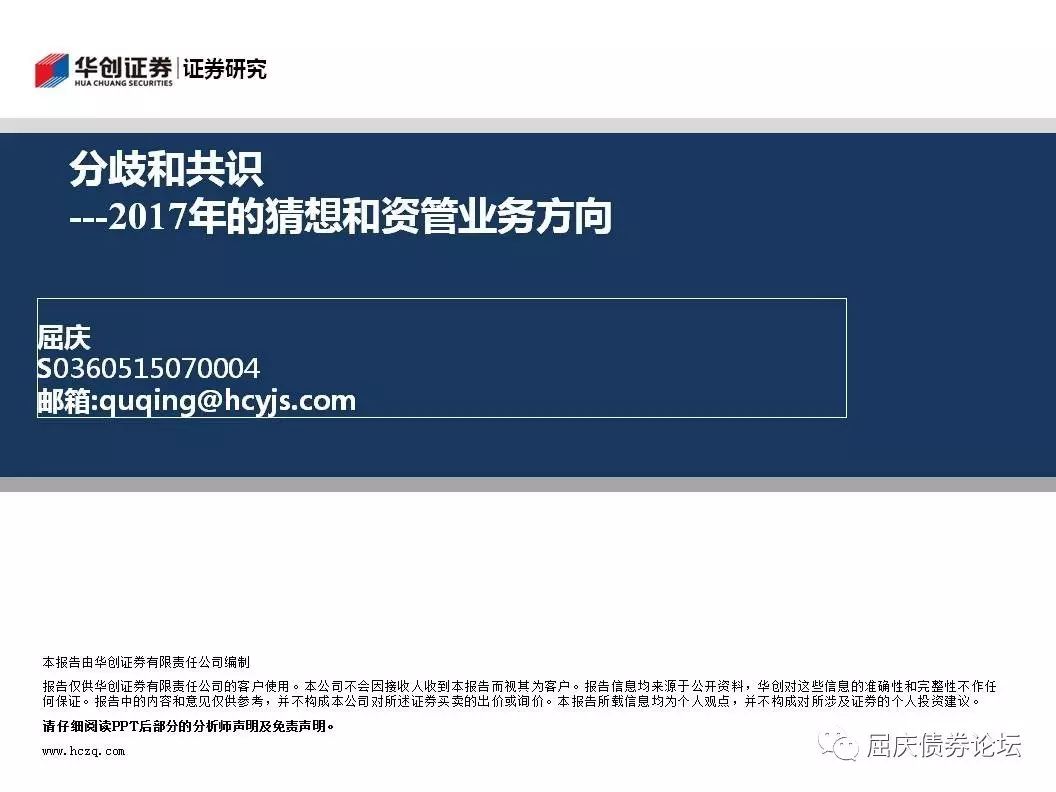 华创证券 证券研究
HUA CHUANG SECURITIES
分歧和共识
---2017年的猜想和资管业务方向
屈庆
S0360515070004
邮箱:quqing@hcyjs.com
本报告由华创证券有限责任公司编制
报告仅供华创证券有限责任公司的客户使用。本公司不会因接收人收到本报告而视其为客户。报告信息均来源于公开资料，华创对这些信息的准确性和完整性不作任
何保证。报告中的内容和意见仅供参考，并不构成本公司对所述证券买卖的出价或询价。本报告所载信息均为个人观点，并不构成对所涉及证券的个人投资建议。
请仔细阅读PPT后部分的分析师声明及免责声明。
www.hczq.com
屈庆债券论坛